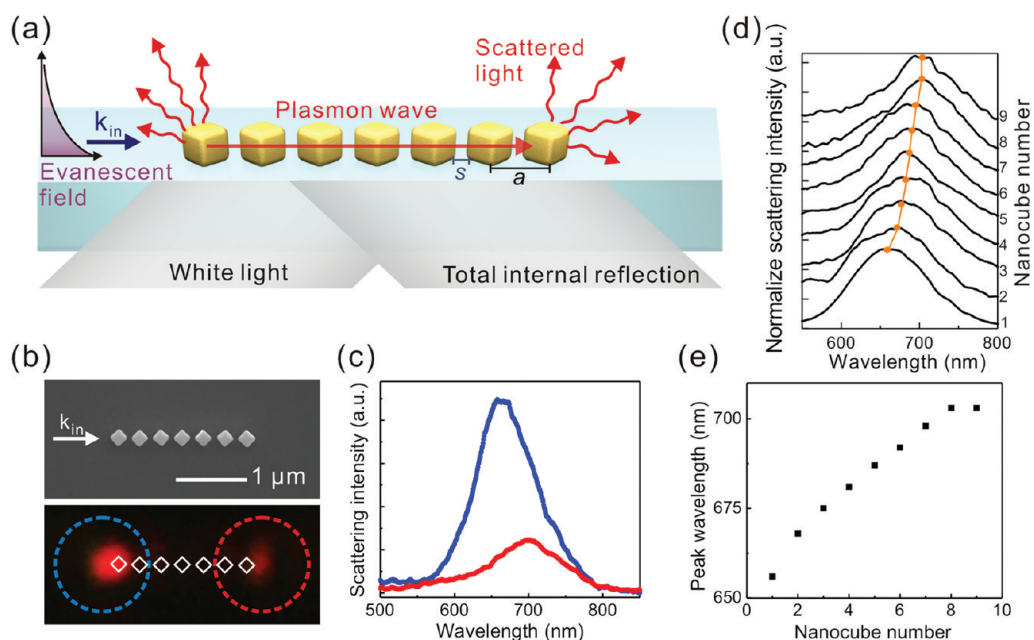 (a)
Scattered
light
Plasmon wave
k_in
Evanescent
field
s
a
White light
Total internal reflection
(b)
k_in
1 μm
(c)
Scattering intensity (a.u.)
500 600 700 800
Wavelength (nm)
(d)
Normalize scattering intensity (a.u.)
9
8
7
6
5
4
3
2
1
Nanocube number
600 700 800
Wavelength (nm)
(e)
Peak wavelength (nm)
700
675
650
0 2 4 6 8 10
Nanocube number